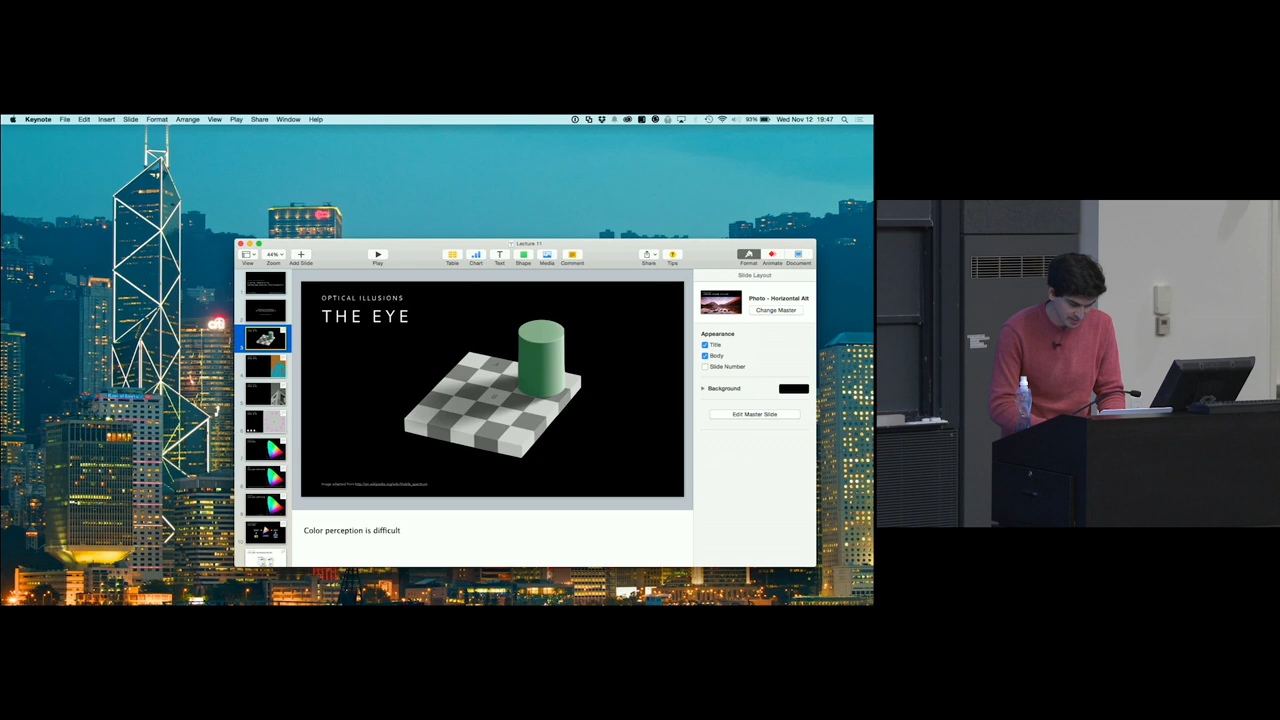 Keynote File Edit Insert Slide Format Arrange View Play Share Window Help
93% Wed Nov 12 19:47
Lecture 11
44%
View Zoom Add Slide Play Table Chart Text Shape Media Comment Share Tips Format Animate Document
Slide Layout
OPTICAL ILLUSIONS
THE EYE
Photo - Horizontal Alt
Change Master
Appearance
Title
Body
Slide Number
Background
Edit Master Slide
Color perception is difficult